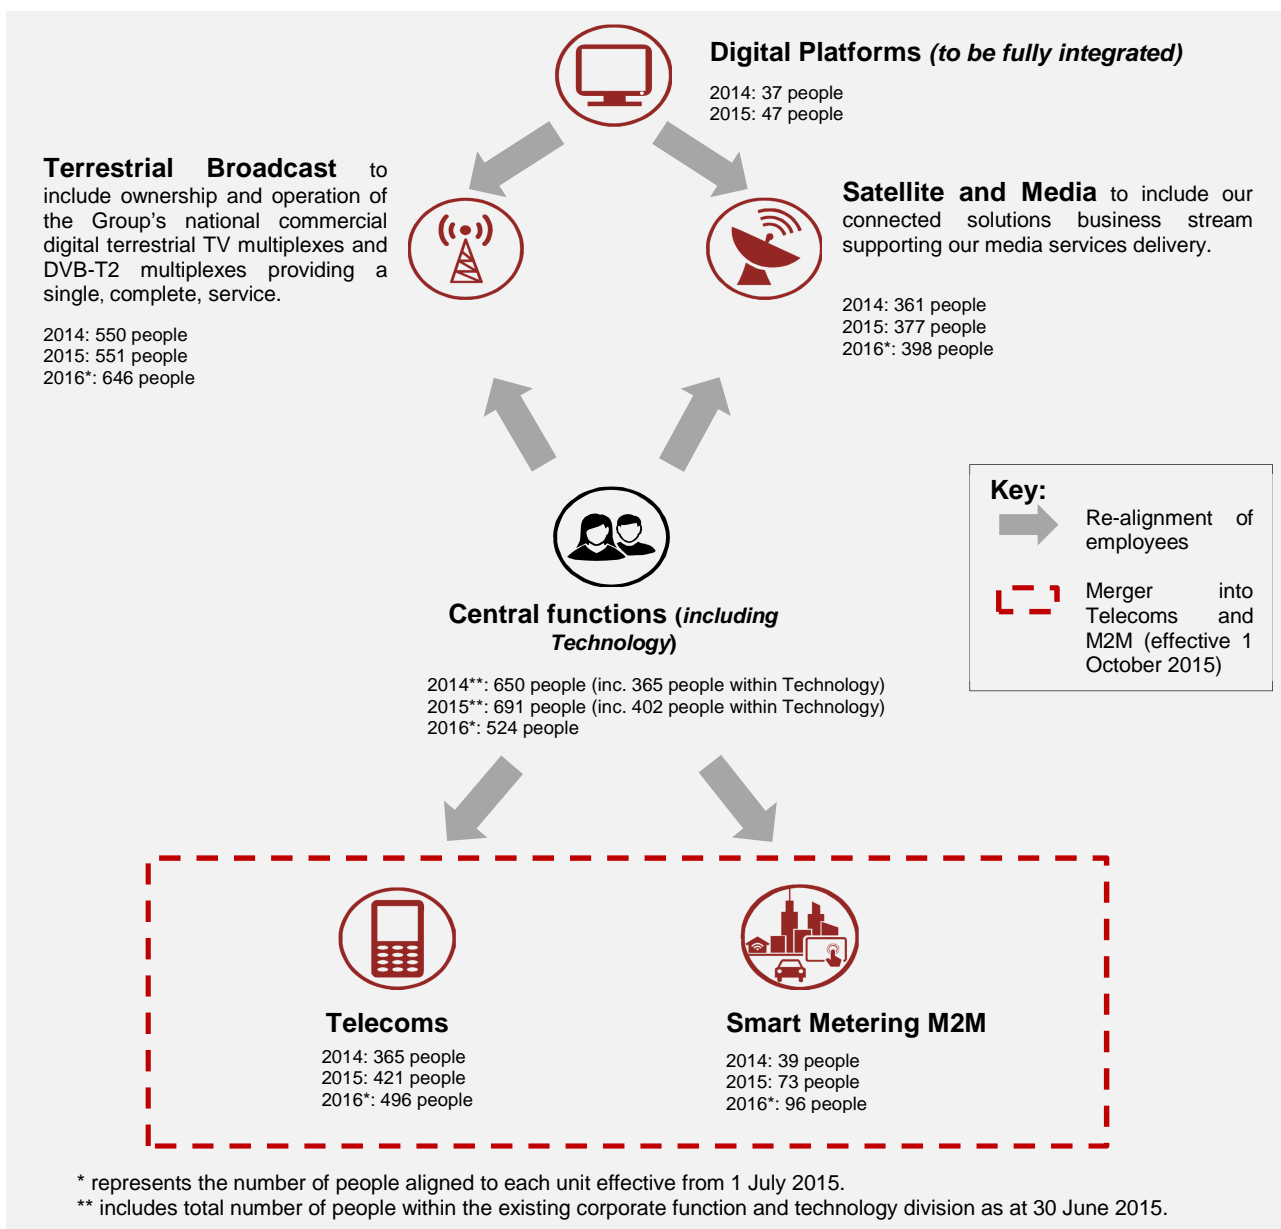 Digital Platforms (to be fully integrated)
2014: 37 people
2015: 47 people
Terrestrial Broadcast to
include ownership and operation of
the Group's national commercial
digital terrestrial TV multiplexes and
DVB-T2 multiplexes providing a
single, complete, service.
2014: 550 people
2015: 551 people
2016*: 646 people
Satellite and Media to include our
connected solutions business stream
supporting our media services delivery.
2014: 361 people
2015: 377 people
2016*: 398 people
Key:
Re-alignment of
employees
Merger into
Telecoms and
M2M (effective 1
October 2015)
Central functions (including
Technology)
2014**: 650 people (inc. 365 people within Technology)
2015**: 691 people (inc. 402 people within Technology)
2016*: 524 people
Telecoms
2014: 365 people
2015: 421 people
2016*: 496 people
Smart Metering M2M
2014: 39 people
2015: 73 people
2016*: 96 people
* represents the number of people aligned to each unit effective from 1 July 2015.
** includes total number of people within the existing corporate function and technology division as at 30 June 2015.